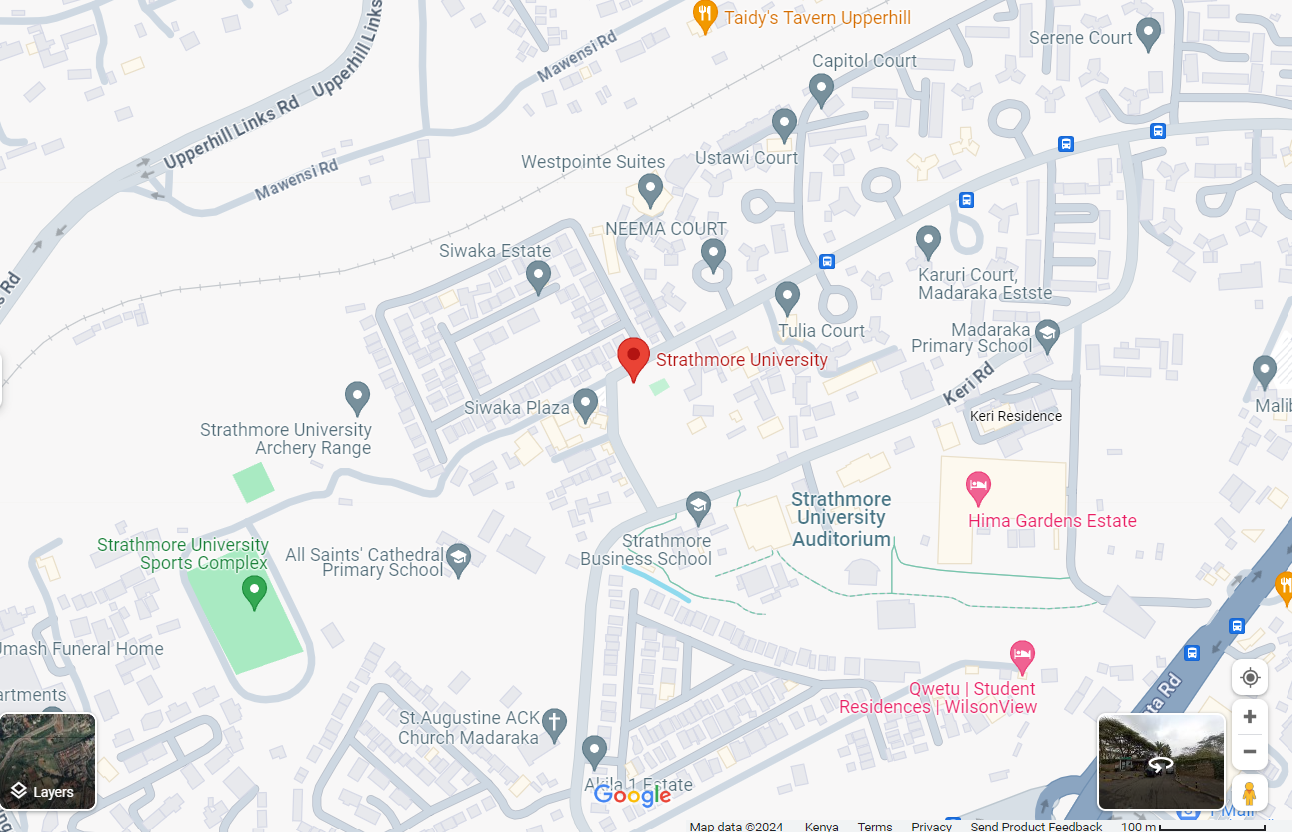 Taidy's Tavern Upperhill
Serene Court
Mawensi Rd
Upperhill Links Rd
Capitol Court
Upperhill Links Rd
Ustawi Court
Westpointe Suites
Mawensi Rd
NEEMA COURT
Siwaka Estate
Karuri Court,
Madaraka Estste
Tulia Court
Madaraka
Primary School
Strathmore University
Keri Rd
Siwaka Plaza
Keri Residence
Strathmore University
Archery Range
Strathmore
University
Auditorium
Hima Gardens Estate
Strathmore University
Sports Complex
All Saints' Cathedral
Primary School
Strathmore
Business School
Umash Funeral Home
Qwetu | Student
Residences | WilsonView
St.Augustine ACK
Church Madaraka
Akila 1 Estate
Layers
Google
Map data ©2024 Kenya Terms Privacy Send Product Feedback 100 m